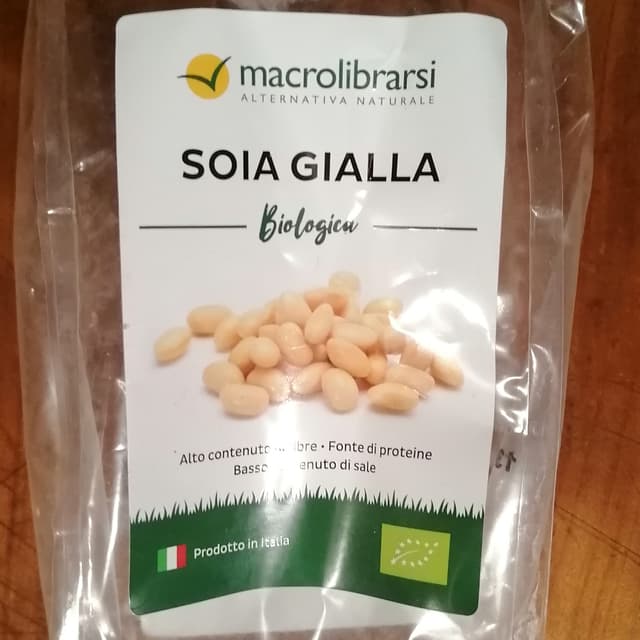 macrolibrarsi
ALTERNATIVA NATURALE
SOIA GIALLA
Biologica
Alto contenuto fibre • Fonte di proteine
Basso di sale
Prodotto in Italia